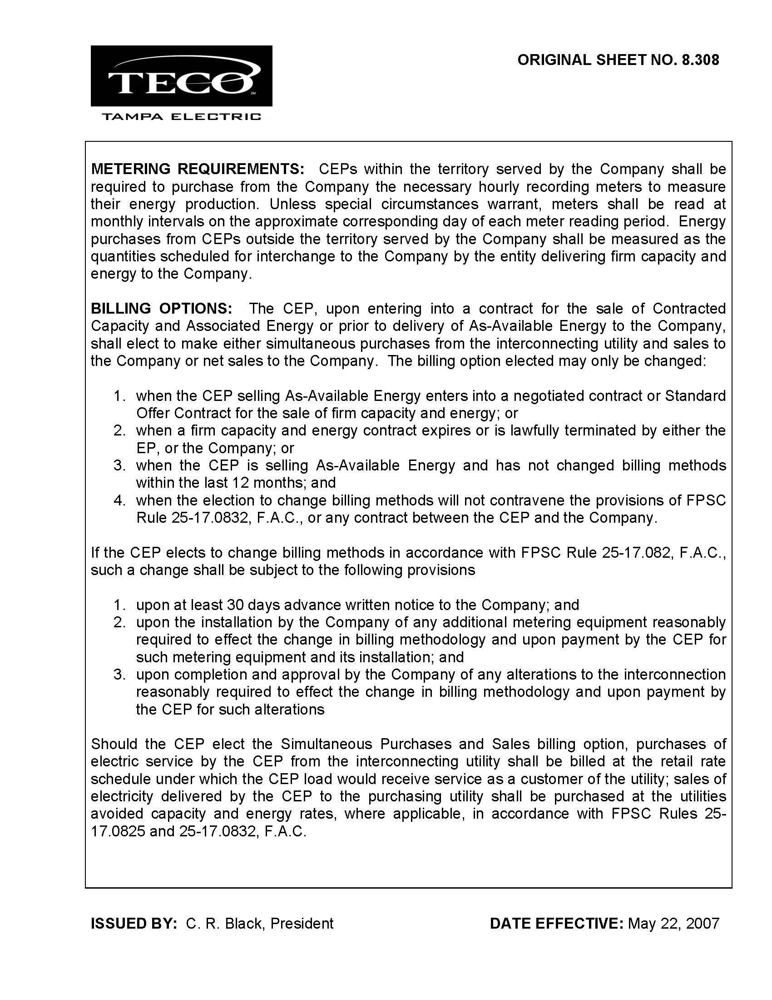 TECO
SM
TAMPA ELECTRIC
ORIGINAL SHEET NO. 8.308
METERING REQUIREMENTS: CEPs within the territory served by the Company shall be
required to purchase from the Company the necessary hourly recording meters to measure
their energy production. Unless special circumstances warrant, meters shall be read at
monthly intervals on the approximate corresponding day of each meter reading period. Energy
purchases from CEPs outside the territory served by the Company shall be measured as the
quantities scheduled for interchange to the Company by the entity delivering firm capacity and
energy to the Company.
BILLING OPTIONS: The CEP, upon entering into a contract for the sale of Contracted
Capacity and Associated Energy or prior to delivery of As-Available Energy to the Company,
shall elect to make either simultaneous purchases from the interconnecting utility and sales to
the Company or net sales to the Company. The billing option elected may only be changed:
1. when the CEP selling As-Available Energy enters into a negotiated contract or Standard
Offer Contract for the sale of firm capacity and energy; or
2. when a firm capacity and energy contract expires or is lawfully terminated by either the
EP, or the Company; or
3. when the CEP is selling As-Available Energy and has not changed billing methods
within the last 12 months; and
4. when the election to change billing methods will not contravene the provisions of FPSC
Rule 25-17.0832, F.A.C., or any contract between the CEP and the Company.
If the CEP elects to change billing methods in accordance with FPSC Rule 25-17.082, F.A.C.,
such a change shall be subject to the following provisions
1. upon at least 30 days advance written notice to the Company; and
2. upon the installation by the Company of any additional metering equipment reasonably
required to effect the change in billing methodology and upon payment by the CEP for
such metering equipment and its installation; and
3. upon completion and approval by the Company of any alterations to the interconnection
reasonably required to effect the change in billing methodology and upon payment by
the CEP for such alterations
Should the CEP elect the Simultaneous Purchases and Sales billing option, purchases of
electric service by the CEP from the interconnecting utility shall be billed at the retail rate
schedule under which the CEP load would receive service as a customer of the utility; sales of
electricity delivered by the CEP to the purchasing utility shall be purchased at the utilities
avoided capacity and energy rates, where applicable, in accordance with FPSC Rules 25-
17.0825 and 25-17.0832, F.A.C.
ISSUED BY: C. R. Black, President
DATE EFFECTIVE: May 22, 2007